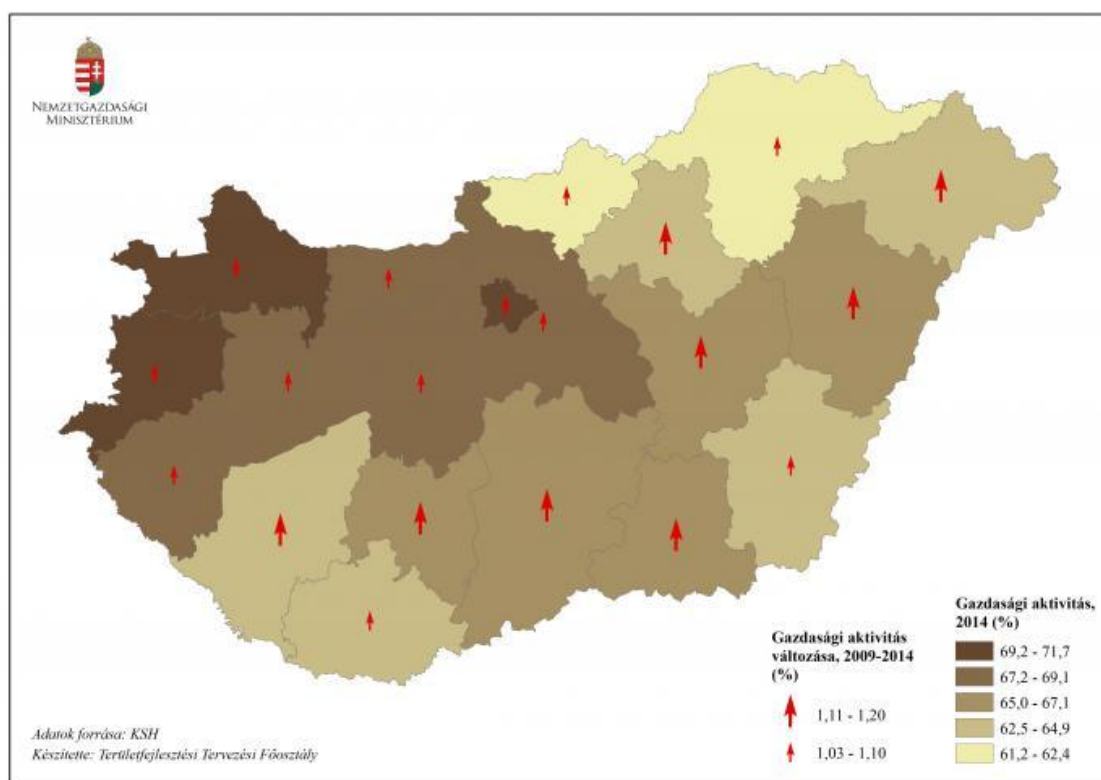 NEMZETGAZDASÁGI
MINISZTÉRIUM
Gazdasági aktivitás
változása, 2009-2014
(%)
1,11 - 1,20
1,03 - 1,10
Gazdasági aktivitás,
2014 (%)
69,2 - 71,7
67,2 - 69,1
65,0 - 67,1
62,5 - 64,9
61,2 - 62,4
Adatok forrása: KSH
Készítette: Területfejlesztési Tervezési Főosztály